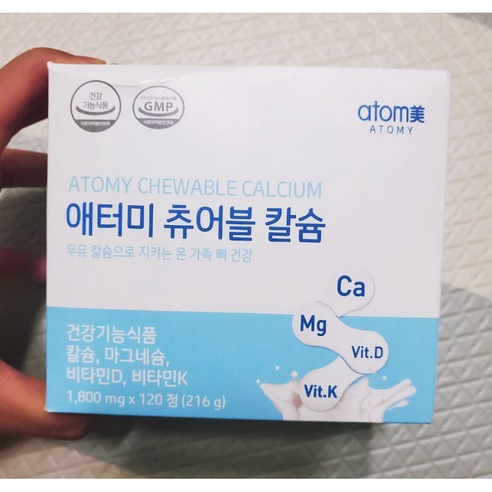 건강
기능식품
GMP
atom美
ATOMY
ATOMY CHEWABLE CALCIUM
애터미 츄어블 칼슘
우유 칼슘으로 지키는 온 가족 뼈 건강
Ca
Mg
Vit.D
Vit.K
건강기능식품
칼슘, 마그네슘,
비타민D, 비타민K
1,800 mg x 120 정 (216 g)